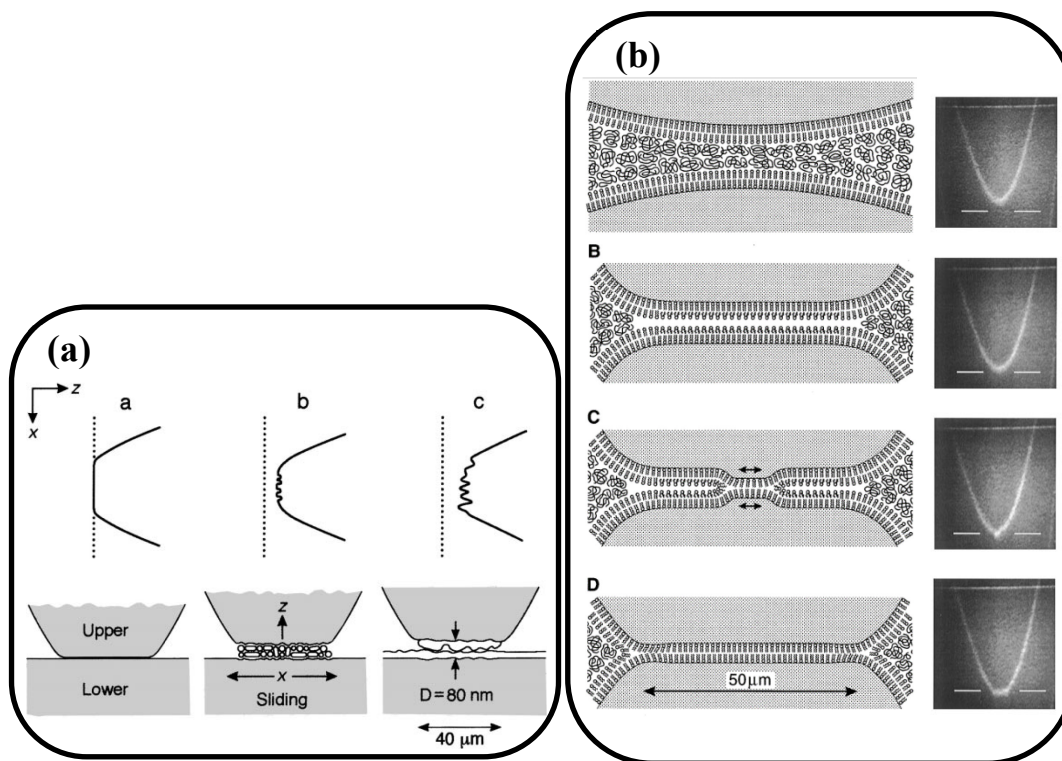 (a)
z
x
a
b
c
Upper
Lower
z
x
Sliding
D = 80 nm
40 μm
(b)
B
C
D
50μm